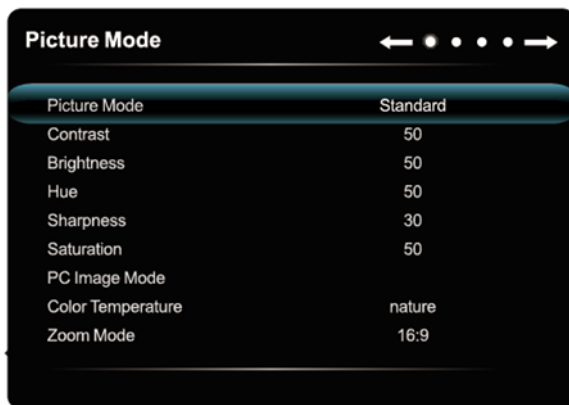 Picture Mode
Picture Mode Standard
Contrast 50
Brightness 50
Hue 50
Sharpness 30
Saturation 50
PC Image Mode
Color Temperature nature
Zoom Mode 16:9